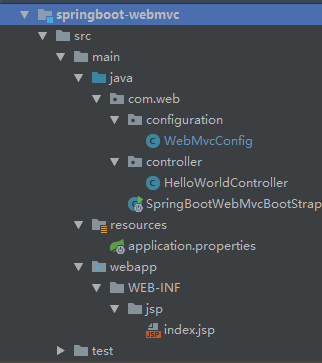 springboot-webmvc
src
main
java
com.web
configuration
WebMvcConfig
controller
HelloWorldController
SpringBootWebMvcBootStrap
resources
application.properties
webapp
WEB-INF
jsp
index.jsp
test